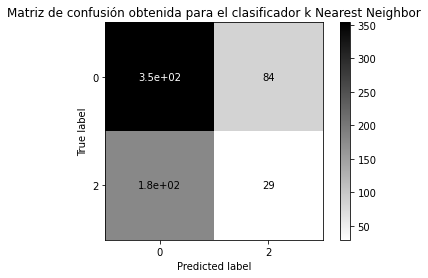 Matriz de confusión obtenida para el clasificador k Nearest Neighbor
350
0
3.5e+02
84
300
250
True label
200
150
2
1.8e+02
29
100
50
0
2
Predicted label